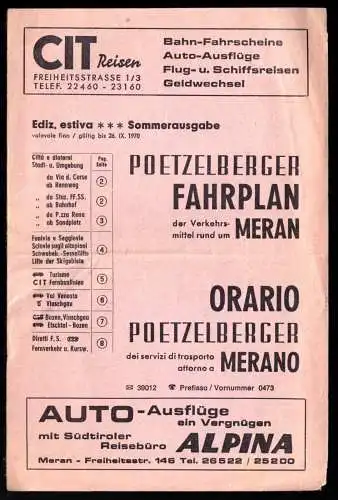 CIT Reisen
FREIHEITSSTRASSE 1/3
TELEF. 22460 - 23160
Bahn-Fahrscheine
Auto-Ausflüge
Flug- u. Schiffsreisen
Geldwechsel
Ediz. estiva *** Sommerausgabe
valevole fino / gültig bis 26. IX. 1970
Città e dintorni
Stadt- u. Umgebung
Pag.
Seite
da Via d. Corse
ab Rennweg
2
da Staz. FF.SS.
ab Bahnhof
2
da P.zza Rena
ab Sandplatz
3
Funivie e Seggiovie
Sciovie sugli altopiani
Schwebeb. - Sessellifte
Lifte der Skigebiete
4
Turismo
CIT Fernbuslinien
5
Val Venosta
Vinschgau
6
Bozen, Vinschgau
Etschtal - Bozen
7
Diretti F. S.
Fernverkehr u. Kursw.
8
POETZELBERGER
FAHRPLAN
der Verkehrs-
mittel rund um MERAN
ORARIO
POETZELBERGER
dei servizi di trasporto
attorno a MERANO
39012 Prefisso/Vornummer 0473
AUTO-Ausflüge
ein Vergnügen
mit Südtiroler
Reisebüro ALPINA
Meran - Freiheitsstr. 146 Tel. 26522 / 25200